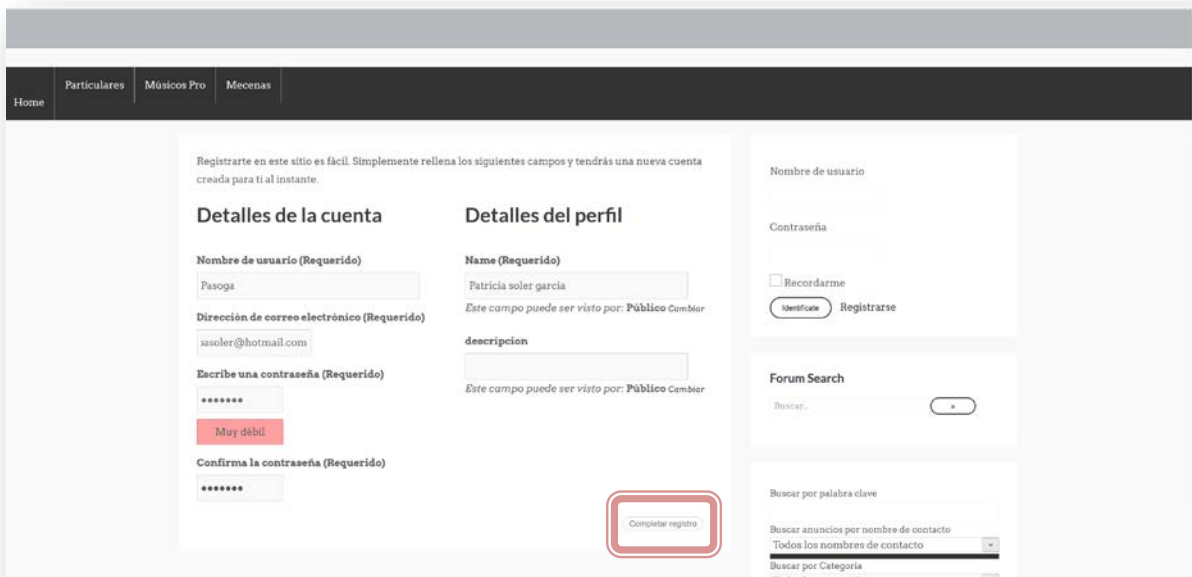 Home
Particulares
Músicos Pro
Mecenas
Registrarte en este sitio es fácil. Simplemente rellena los siguientes campos y tendrás una nueva cuenta
creada para ti al instante.
Detalles de la cuenta
Nombre de usuario (Requerido)
Pasoga
Dirección de correo electrónico (Requerido)
asoler@hotmail.com
Escribe una contraseña (Requerido)
•••••••
Muy débil
Confirma la contraseña (Requerido)
•••••••
Detalles del perfil
Name (Requerido)
Patricia soler garcia
Este campo puede ser visto por: Público Cambiar
descripcion
Este campo puede ser visto por: Público Cambiar
Completar registro
Nombre de usuario
Contraseña
Recordarme
Identifícate
Registrarse
Forum Search
Buscar...
»
Buscar por palabra clave
Buscar anuncios por nombre de contacto
Todos los nombres de contacto
Buscar por Categoría